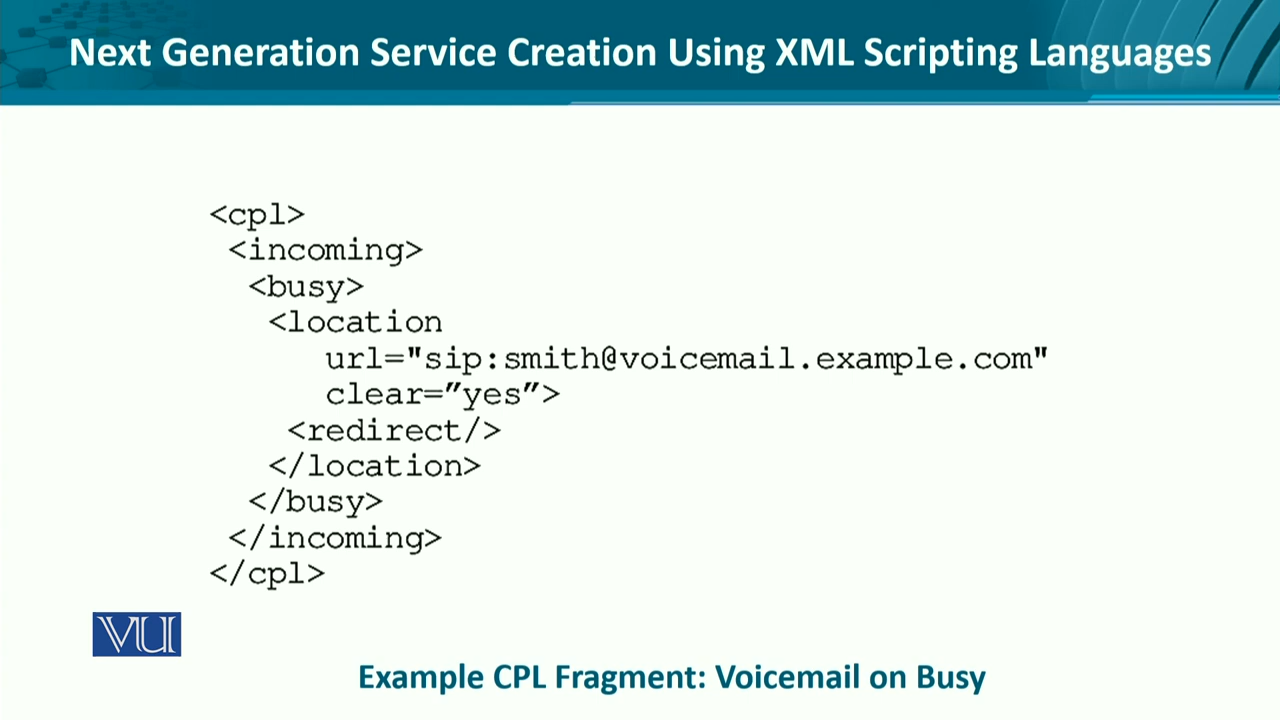 Next Generation Service Creation Using XML Scripting Languages
<cpl>
<incoming>
<busy>
<location
url="sip:smith@voicemail.example.com"
clear=”yes”>
<redirect/>
</location>
</busy>
</incoming>
</cpl>
VU
Example CPL Fragment: Voicemail on Busy